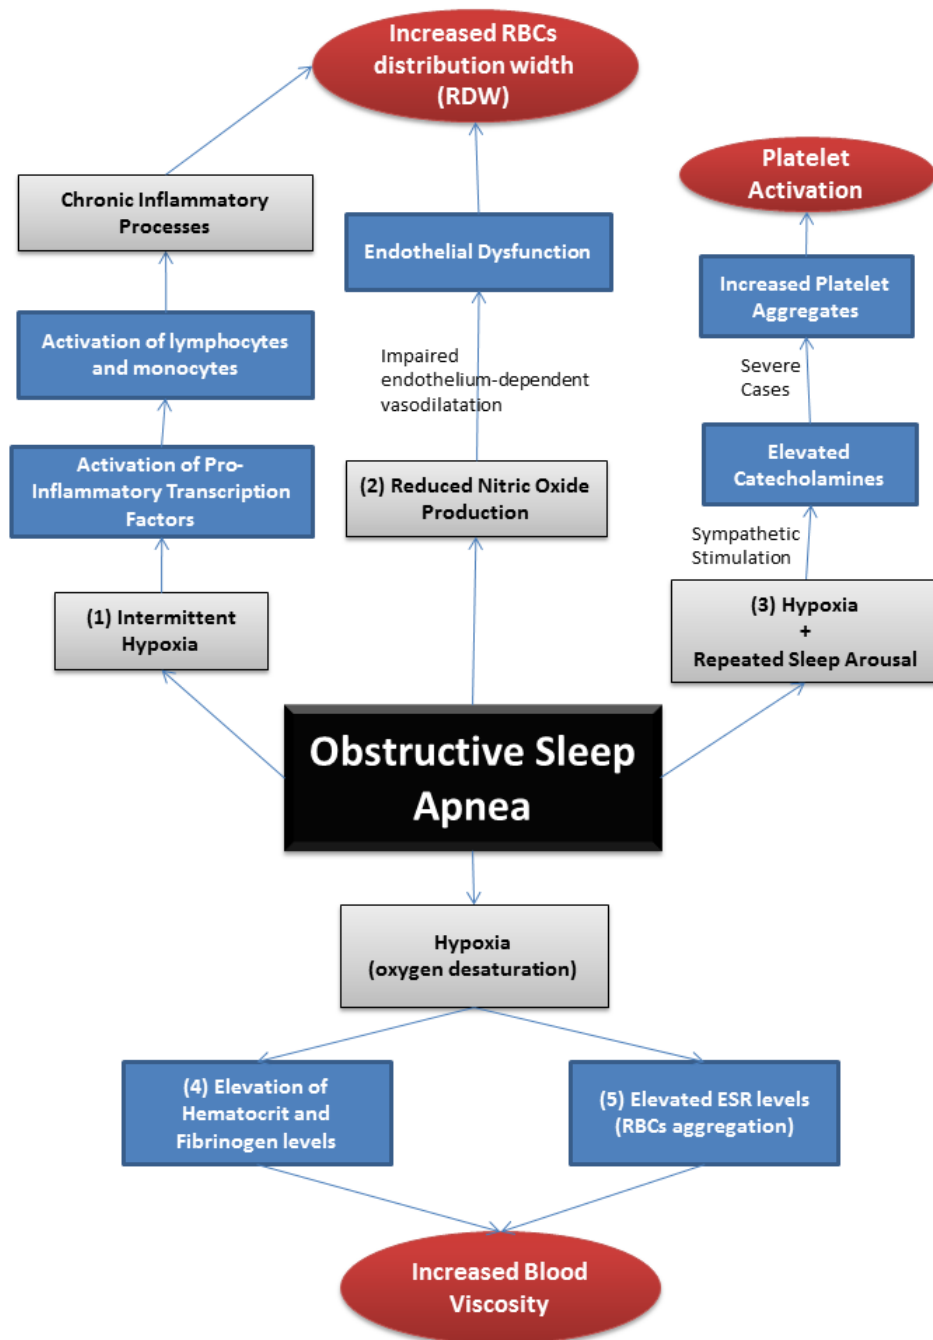 Increased RBCs
distribution width
(RDW)
Platelet
Activation
Chronic Inflammatory
Processes
Endothelial Dysfunction
Increased Platelet
Aggregates
Activation of lymphocytes
and monocytes
Impaired
endothelium-dependent
vasodilatation
Severe
Cases
Activation of Pro-
Inflammatory Transcription
Factors
(2) Reduced Nitric Oxide
Production
Elevated
Catecholamines
Sympathetic
Stimulation
(1) Intermittent
Hypoxia
(3) Hypoxia
+
Repeated Sleep Arousal
Obstructive Sleep
Apnea
Hypoxia
(oxygen desaturation)
(4) Elevation of
Hematocrit and
Fibrinogen levels
(5) Elevated ESR levels
(RBCs aggregation)
Increased Blood
Viscosity